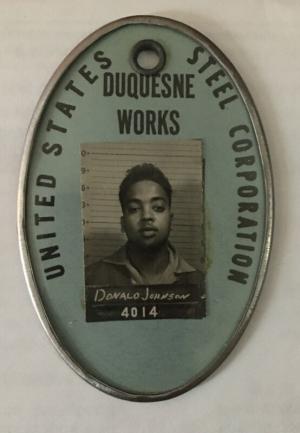 UNITED STATES STEEL CORPORATION
DUQUESNE
WORKS
DONALD JOHNSON
4014